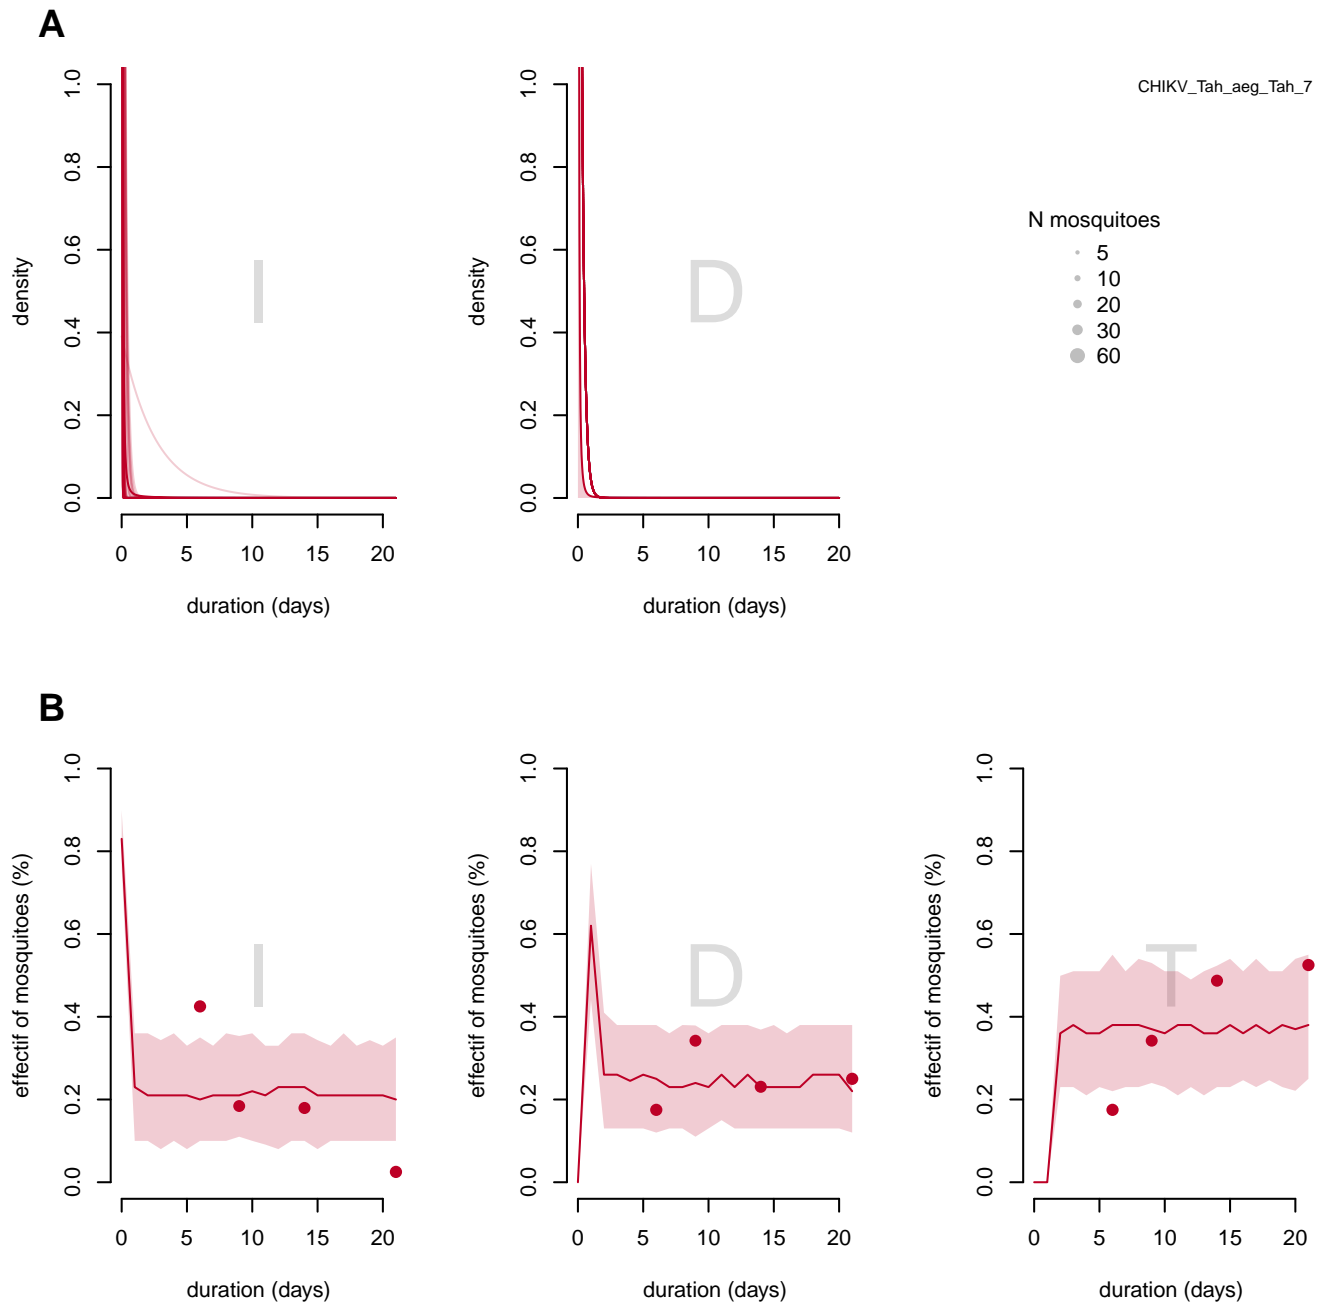 A
density
0.0 0.2 0.4 0.6 0.8 1.0
I
0 5 10 15 20
duration (days)
density
0.0 0.2 0.4 0.6 0.8 1.0
D
0 5 10 15 20
duration (days)
CHIKV_Tah_aeg_Tah_7
N mosquitoes
5
10
20
30
60
B
effectif of mosquitoes (%)
0.0 0.2 0.4 0.6 0.8 1.0
I
0 5 10 15 20
duration (days)
effectif of mosquitoes (%)
0.0 0.2 0.4 0.6 0.8 1.0
D
0 5 10 15 20
duration (days)
effectif of mosquitoes (%)
0.0 0.2 0.4 0.6 0.8 1.0
T
0 5 10 15 20
duration (days)